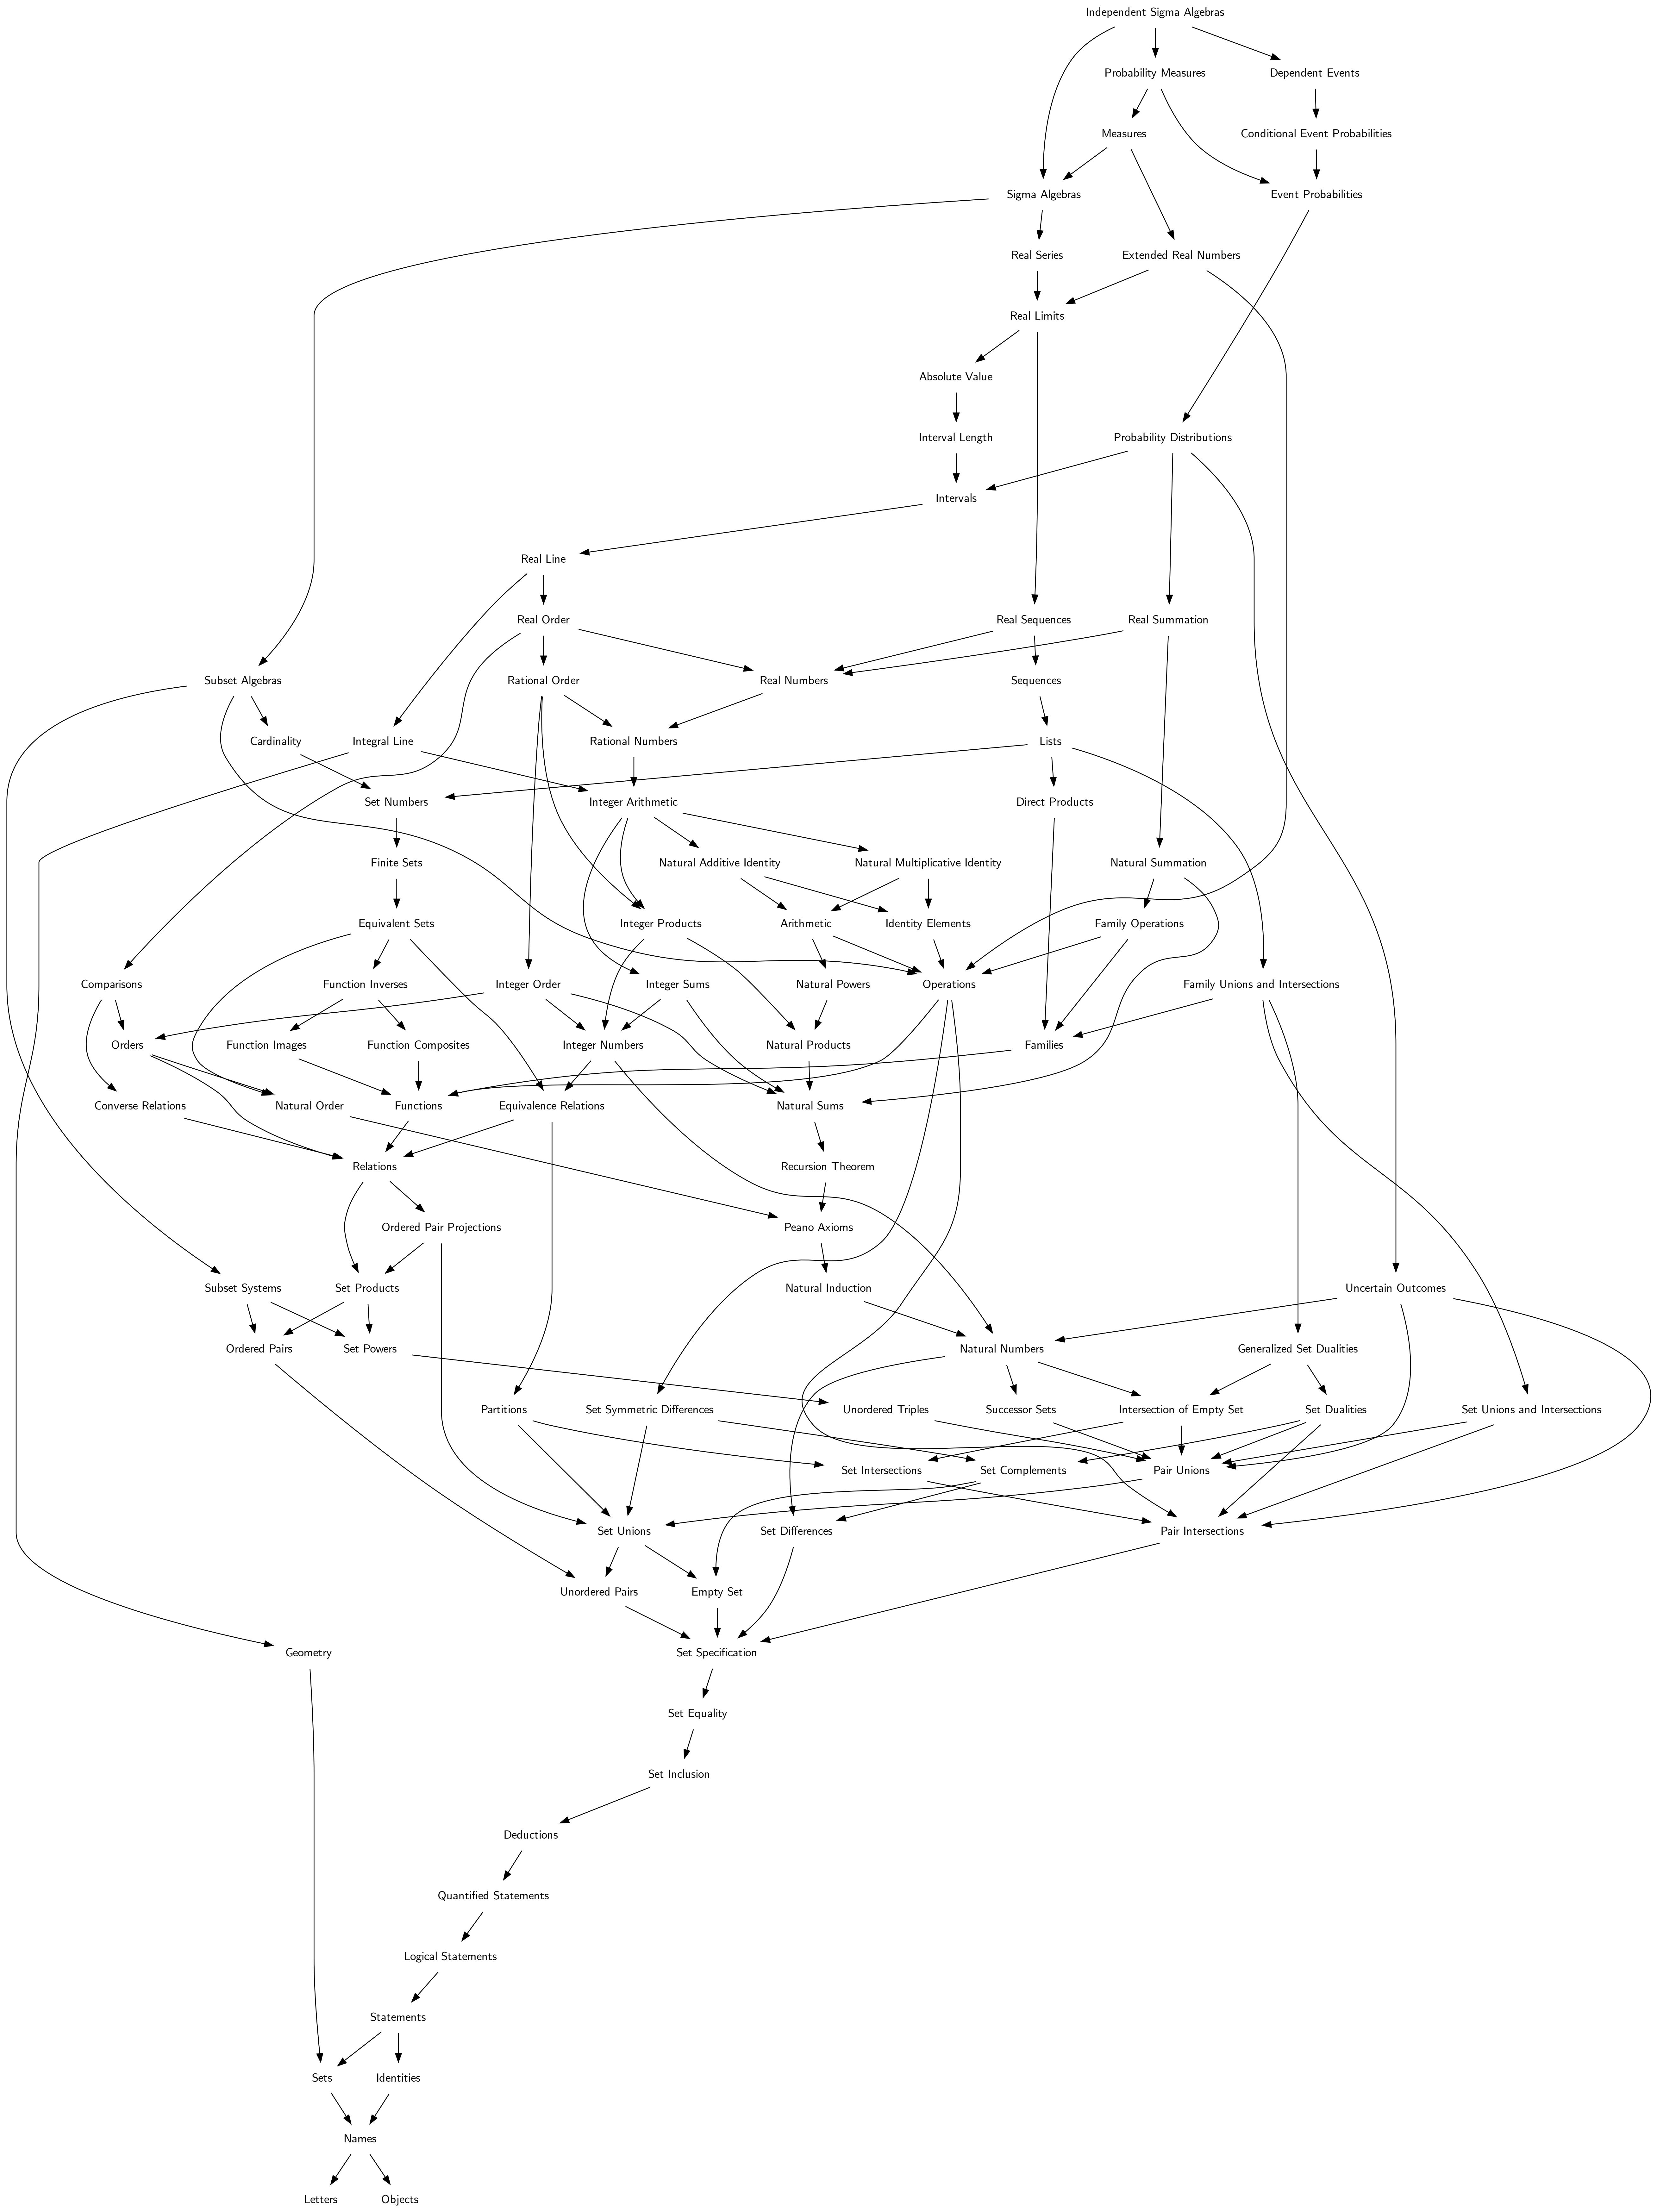 Independent Sigma Algebras
Probability Measures
Dependent Events
Measures
Conditional Event Probabilities
Sigma Algebras
Event Probabilities
Real Series
Extended Real Numbers
Real Limits
Absolute Value
Interval Length
Probability Distributions
Intervals
Real Line
Real Order
Real Sequences
Real Summation
Subset Algebras
Rational Order
Real Numbers
Sequences
Cardinality
Integral Line
Rational Numbers
Lists
Set Numbers
Integer Arithmetic
Direct Products
Finite Sets
Natural Additive Identity
Natural Multiplicative Identity
Natural Summation
Equivalent Sets
Integer Products
Arithmetic
Identity Elements
Family Operations
Comparisons
Function Inverses
Integer Order
Integer Sums
Natural Powers
Operations
Family Unions and Intersections
Orders
Function Images
Function Composites
Integer Numbers
Natural Products
Families
Converse Relations
Natural Order
Functions
Equivalence Relations
Natural Sums
Relations
Recursion Theorem
Ordered Pair Projections
Peano Axioms
Subset Systems
Set Products
Natural Induction
Uncertain Outcomes
Ordered Pairs
Set Powers
Natural Numbers
Generalized Set Dualities
Partitions
Set Symmetric Differences
Unordered Triples
Successor Sets
Intersection of Empty Set
Set Dualities
Set Unions and Intersections
Set Intersections
Set Complements
Pair Unions
Set Unions
Set Differences
Pair Intersections
Unordered Pairs
Empty Set
Geometry
Set Specification
Set Equality
Set Inclusion
Deductions
Quantified Statements
Logical Statements
Statements
Sets
Identities
Names
Letters
Objects